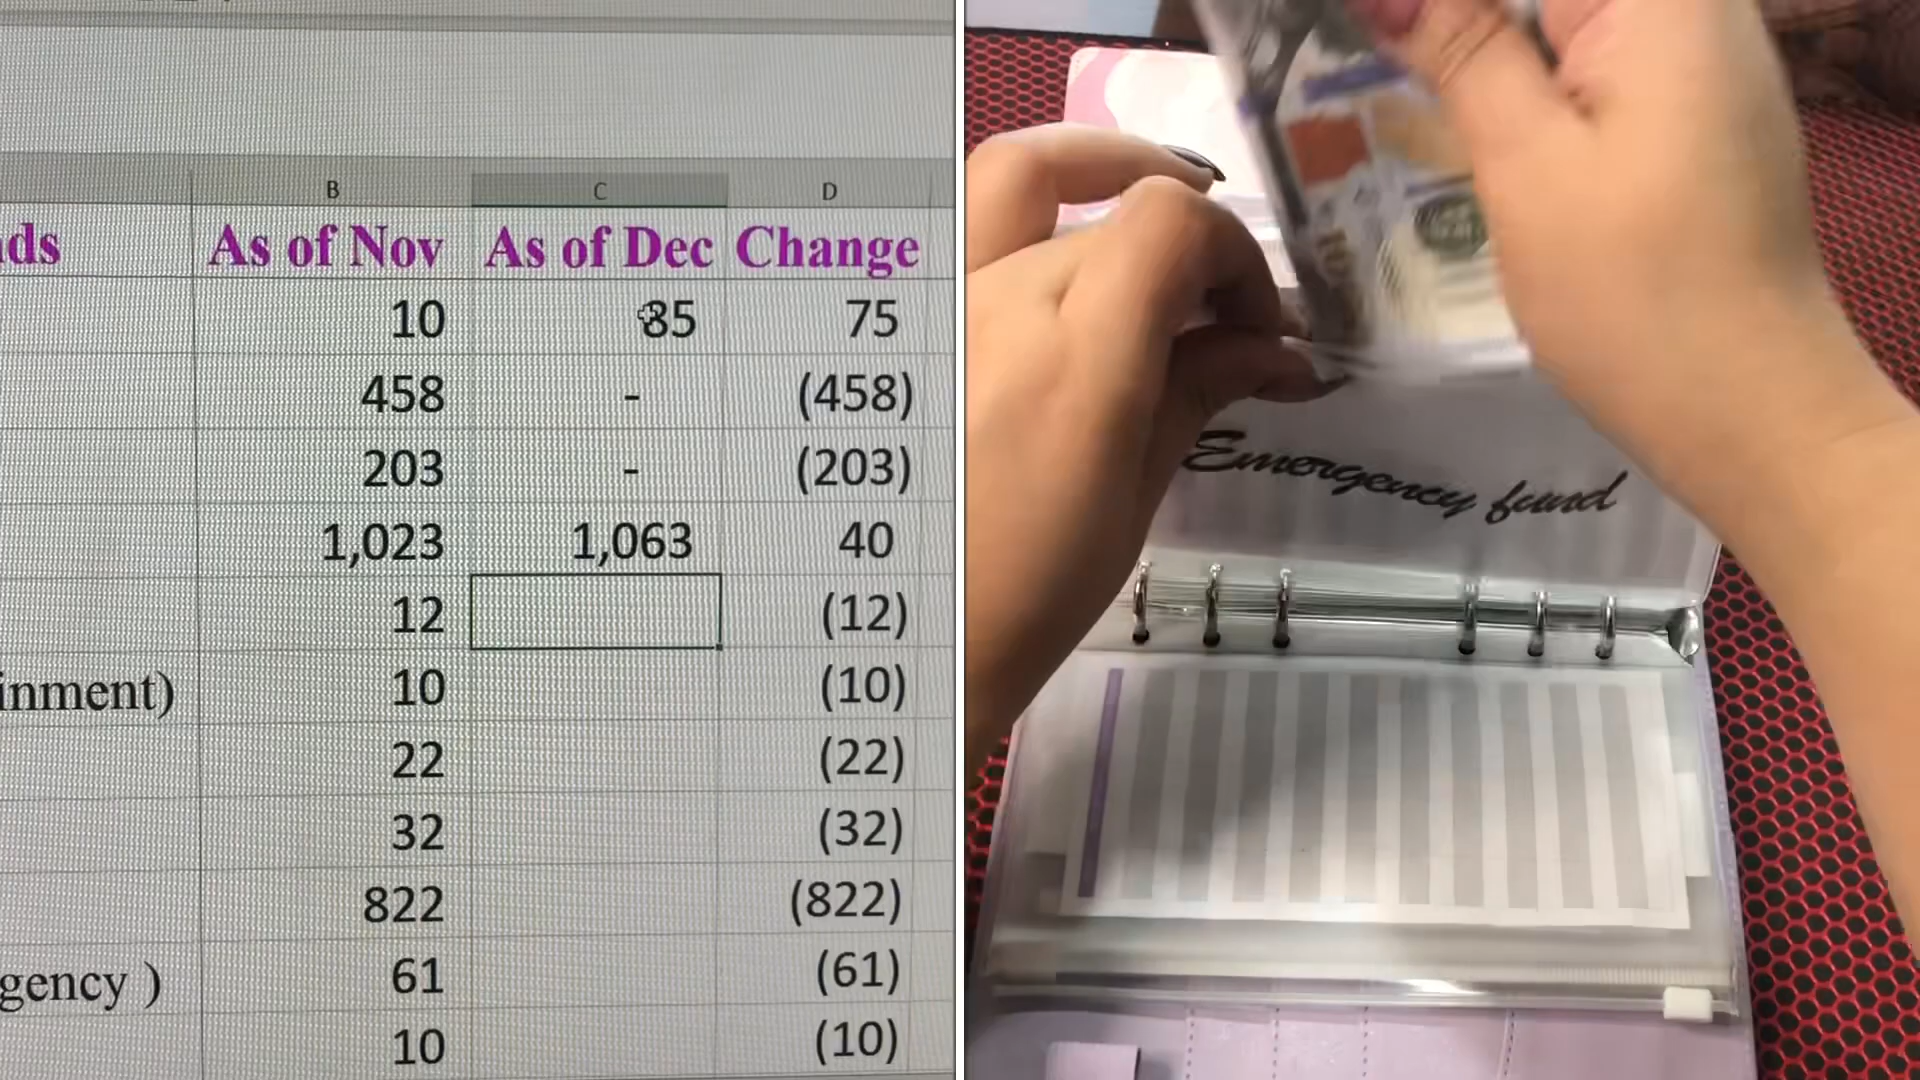 B C D
ds As of Nov As of Dec Change
10 85 75
458 - (458)
203 - (203)
1,023 1,063 40
12 (12)
inment) 10 (10)
22 (22)
32 (32)
822 (822)
gency ) 61 (61)
10 (10)
Emergency fund